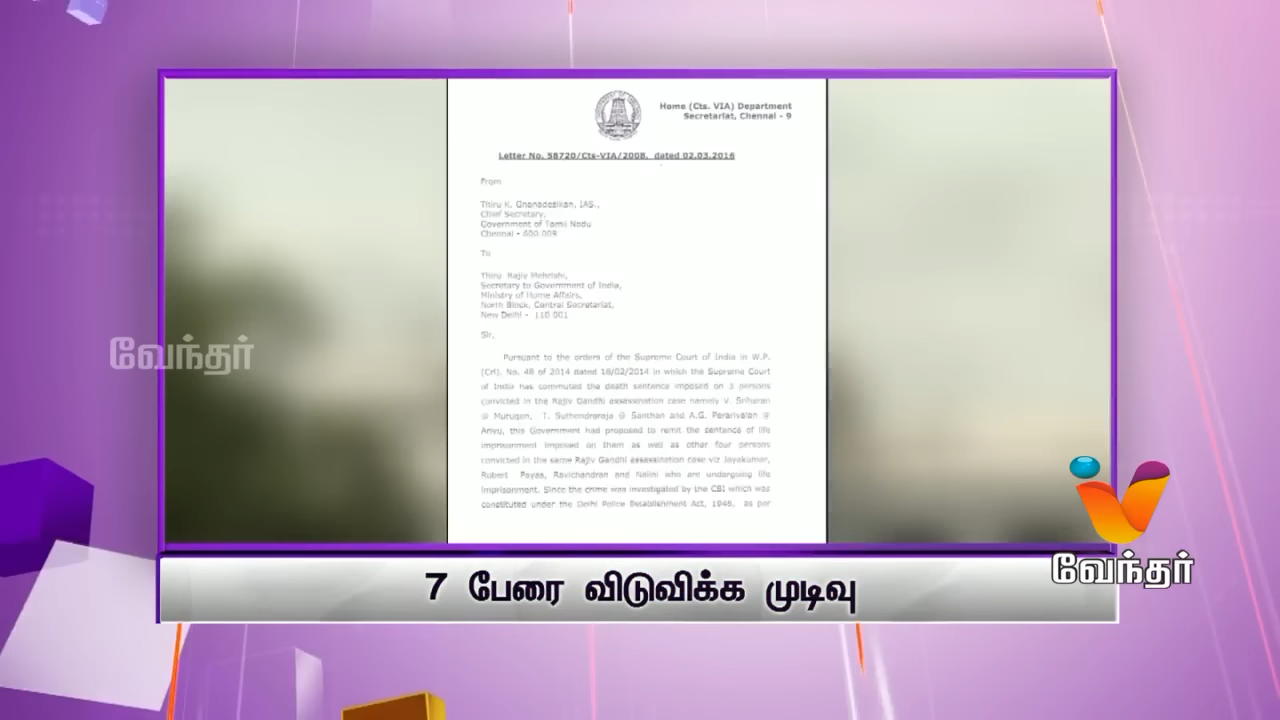 Home (Cts. VIA) Department
Secretariat, Chennai - 9
Letter No. 58720/Cts-VIA/2008, dated 02.03.2016
From
Thiru K. Gnanadesikan, IAS.,
Chief Secretary,
Government of Tamil Nadu
Chennai - 600 009
To
Thiru Rajiv Mehrishi,
Secretary to Government of India,
Ministry of Home Affairs,
North Block, Central Secretariat,
New Delhi - 110 001
Sir,
Pursuant to the orders of the Supreme Court of India in W.P.
(Crl). No. 48 of 2014 dated 18/02/2014 in which the Supreme Court
of India has commuted the death sentence imposed on 3 persons
convicted in the Rajiv Gandhi assassination case namely V. Sriharan
@ Murugan, T. Suthendraraja @ Santhan and A.G. Perarivalan @
Arivu, this Government had proposed to remit the sentence of life
imprisonment imposed on them as well as other four persons
convicted in the same Rajiv Gandhi assassination case viz Jayakumar,
Robert Payas, Ravichandran and Nalini who are undergoing life
imprisonment. Since the crime was investigated by the CBI which was
constituted under the Delhi Police Establishment Act, 1946, as per
வேந்தர்
வேந்தர்
7 பேரை விடுவிக்க முடிவு